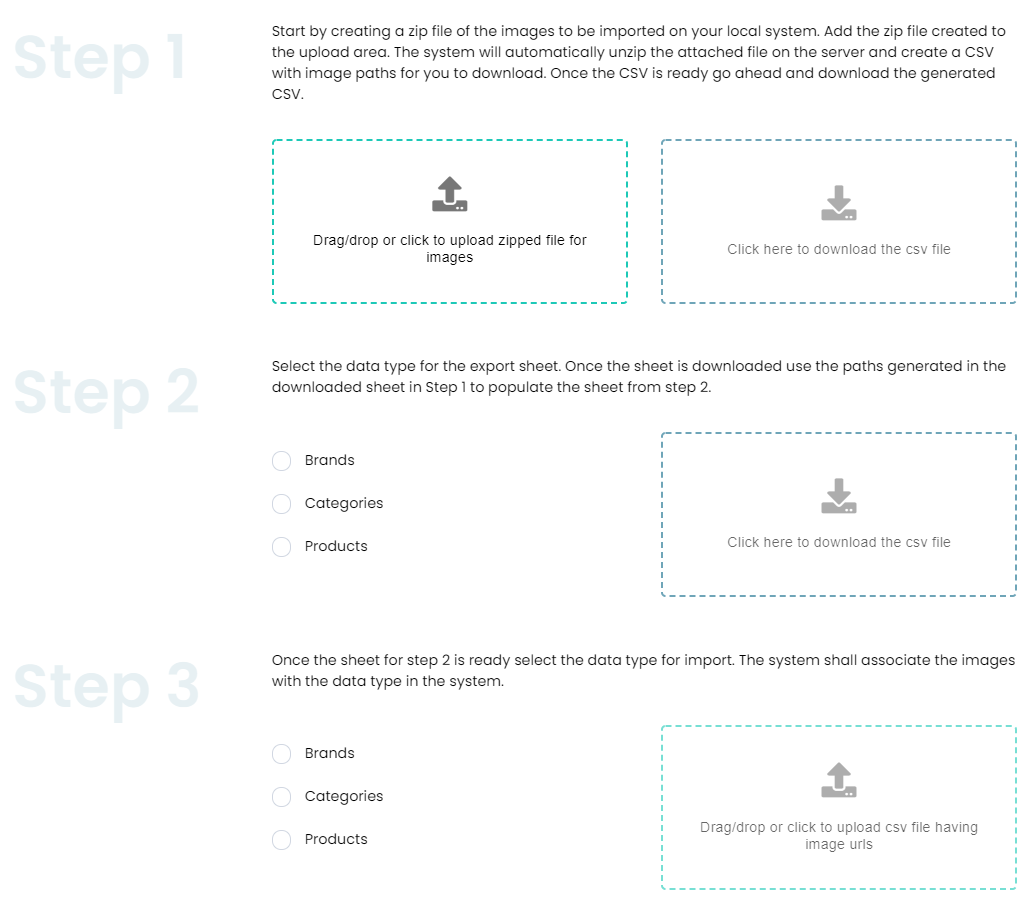 Step 1
Start by creating a zip file of the images to be imported on your local system. Add the zip file created to
the upload area. The system will automatically unzip the attached file on the server and create a CSV
with image paths for you to download. Once the CSV is ready go ahead and download the generated
CSV.
Drag/drop or click to upload zipped file for
images
Click here to download the csv file
Step 2
Select the data type for the export sheet. Once the sheet is downloaded use the paths generated in the
downloaded sheet in Step 1 to populate the sheet from step 2.
Brands
Categories
Products
Click here to download the csv file
Step 3
Once the sheet for step 2 is ready select the data type for import. The system shall associate the images
with the data type in the system.
Brands
Categories
Products
Drag/drop or click to upload csv file having
image urls